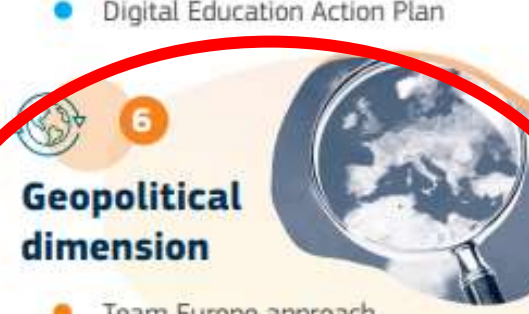 Digital Education Action Plan
6
Geopolitical
dimension
Team Europe approach